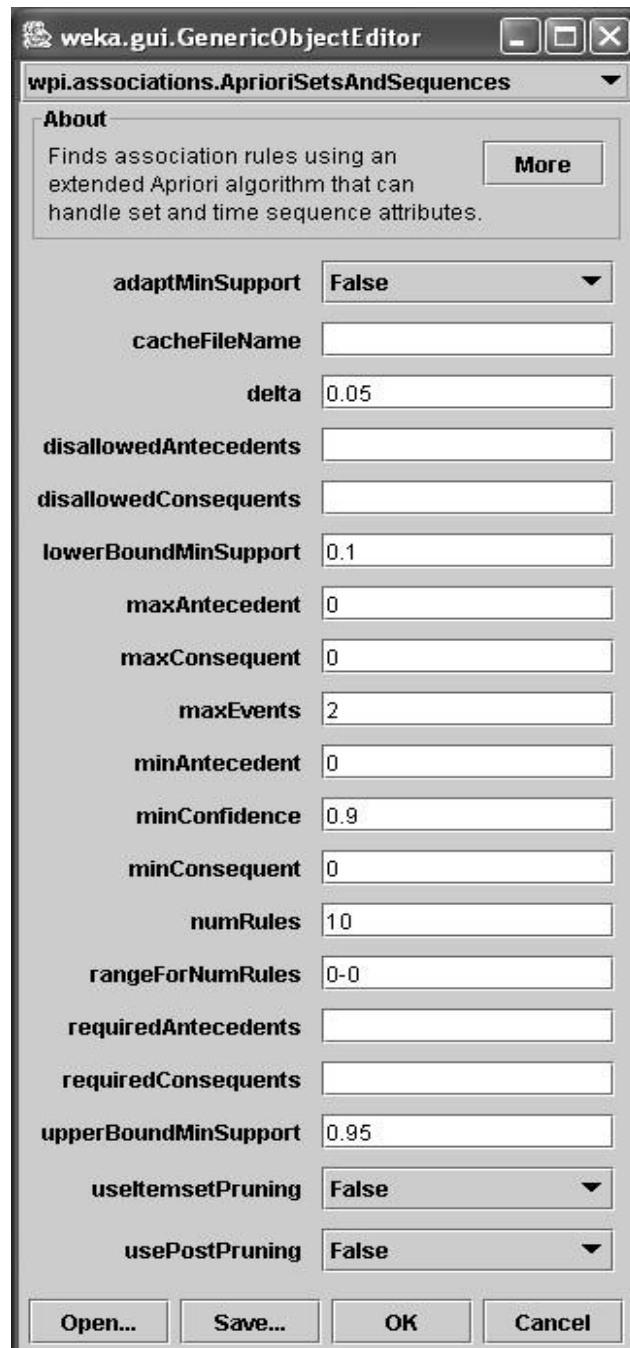 weka.gui.GenericObjectEditor
wpi.associations.AprioriSetsAndSequences
About
Finds association rules using an
extended Apriori algorithm that can
handle set and time sequence attributes.
More
adaptMinSupport False
cacheFileName
delta 0.05
disallowedAntecedents
disallowedConsequents
lowerBoundMinSupport 0.1
maxAntecedent 0
maxConsequent 0
maxEvents 2
minAntecedent 0
minConfidence 0.9
minConsequent 0
numRules 10
rangeForNumRules 0-0
requiredAntecedents
requiredConsequents
upperBoundMinSupport 0.95
useItemsetPruning False
usePostPruning False
Open... Save... OK Cancel